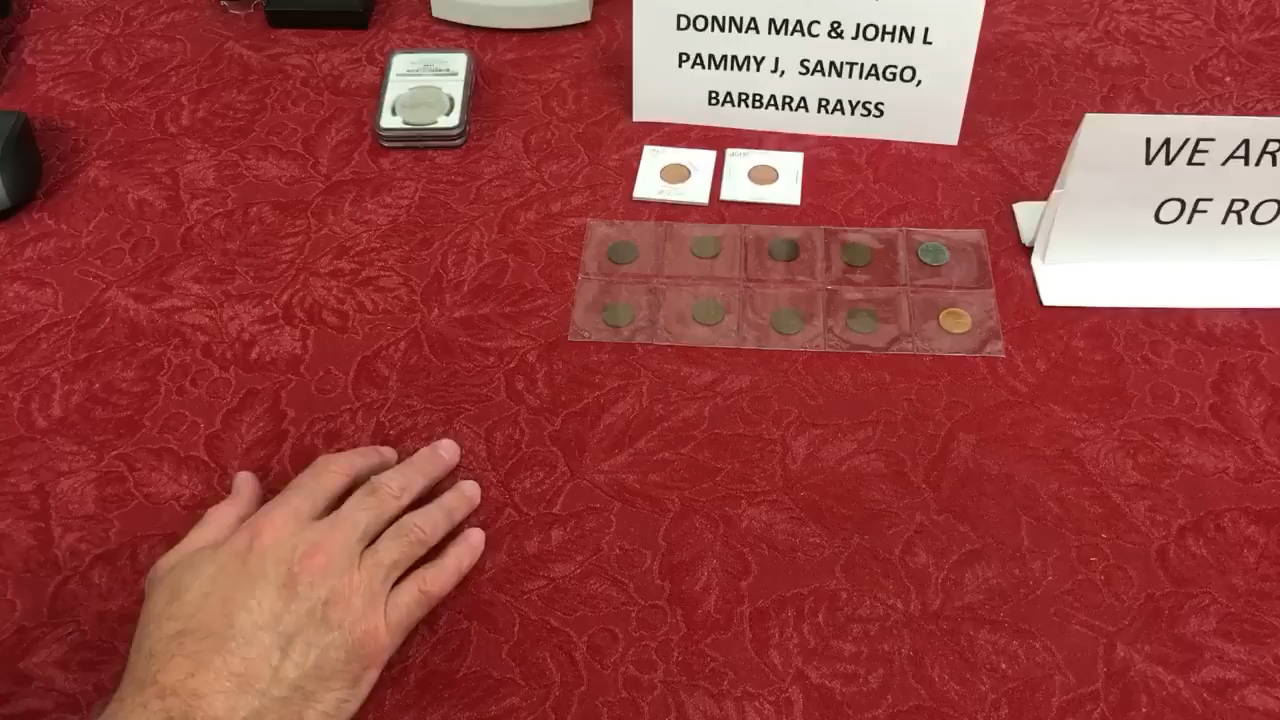 DONNA MAC & JOHN L
PAMMY J, SANTIAGO,
BARBARA RAYSS
WE AR
OF RO